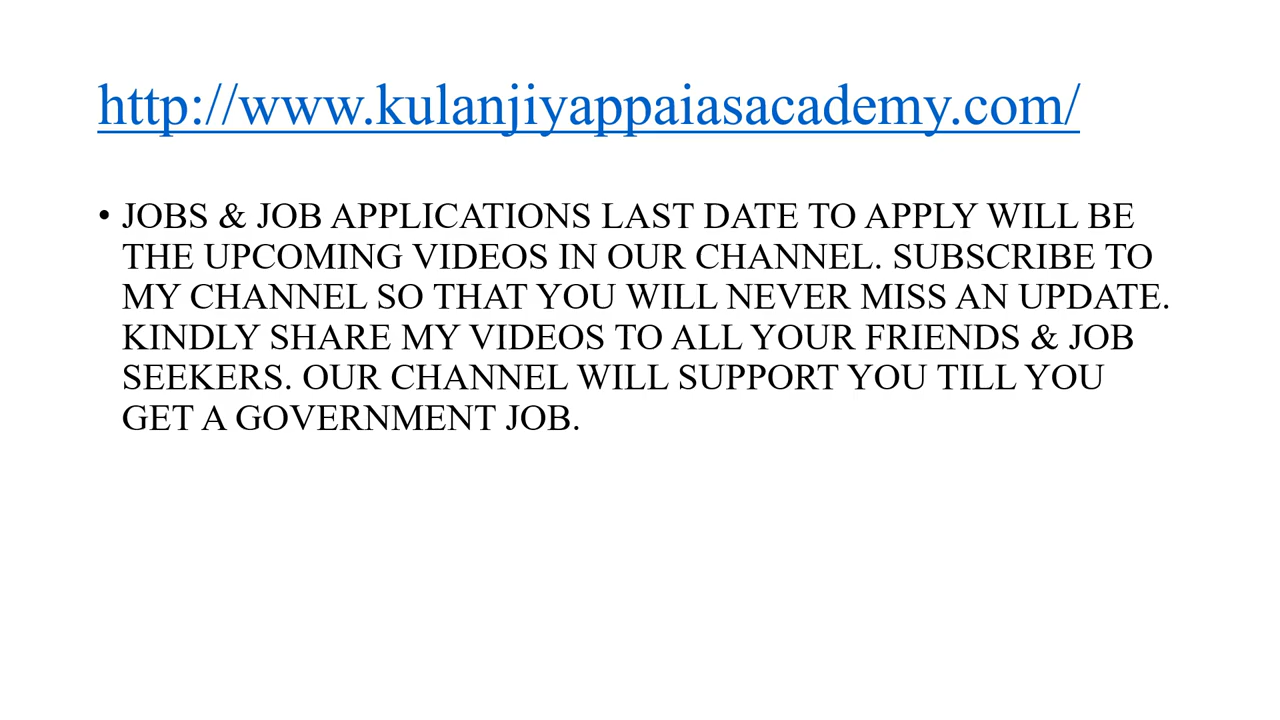 http://www.kulanjiyappaiasacademy.com/
• JOBS & JOB APPLICATIONS LAST DATE TO APPLY WILL BE
THE UPCOMING VIDEOS IN OUR CHANNEL. SUBSCRIBE TO
MY CHANNEL SO THAT YOU WILL NEVER MISS AN UPDATE.
KINDLY SHARE MY VIDEOS TO ALL YOUR FRIENDS & JOB
SEEKERS. OUR CHANNEL WILL SUPPORT YOU TILL YOU
GET A GOVERNMENT JOB.